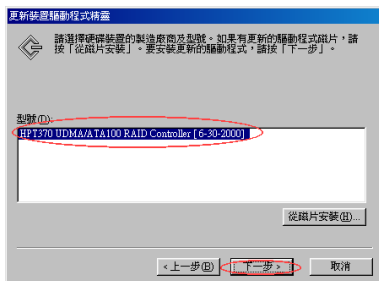 更新裝置驅動程式精靈
請選擇硬碟裝置的製造廠商及型號。如果有更新的驅動程式磁片，請
按「從磁片安裝」。要安裝更新的驅動程式，請按「下一步」。
型號(D):
HPT370 UDMA/ATA100 RAID Controller [ 6-30-2000]
從磁片安裝(H)...
<上一步(B)
下一步 >
取消